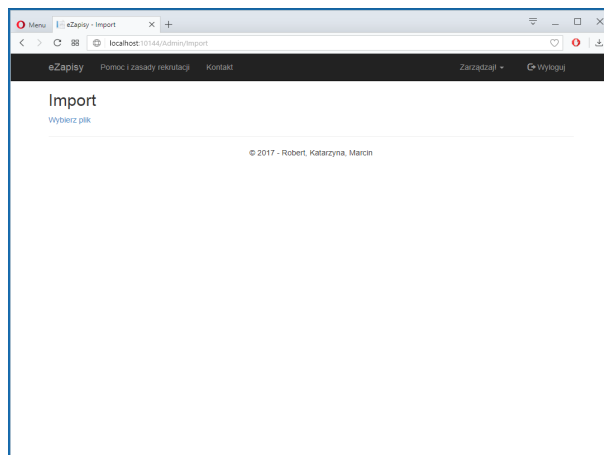 Menu
eZapisy - Import
localhost:10144/Admin/Import
eZapisy Pomoc i zasady rekrutacji Kontakt Zarządzaj! Wyloguj
Import
Wybierz plik
© 2017 - Robert, Katarzyna, Marcin